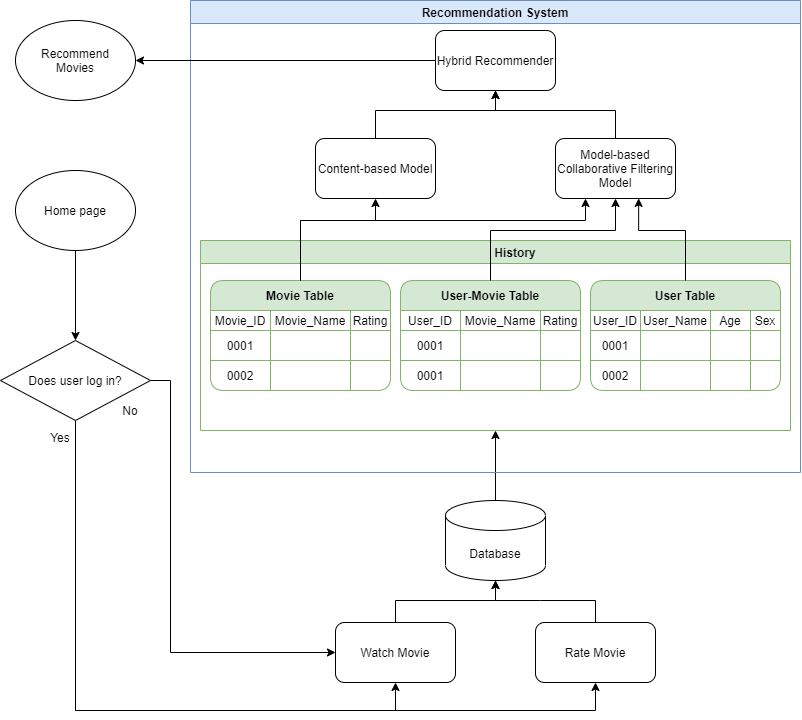 Recommendation System
Recommend
Movies
Hybrid Recommender
Content-based Model
Model-based
Collaborative Filtering
Model
Home page
History
Movie Table
Movie_ID Movie_Name Rating
0001
0002
User-Movie Table
User_ID Movie_Name Rating
0001
0001
User Table
User_ID User_Name Age Sex
0001
0002
Does user log in?
No
Yes
Database
Watch Movie
Rate Movie